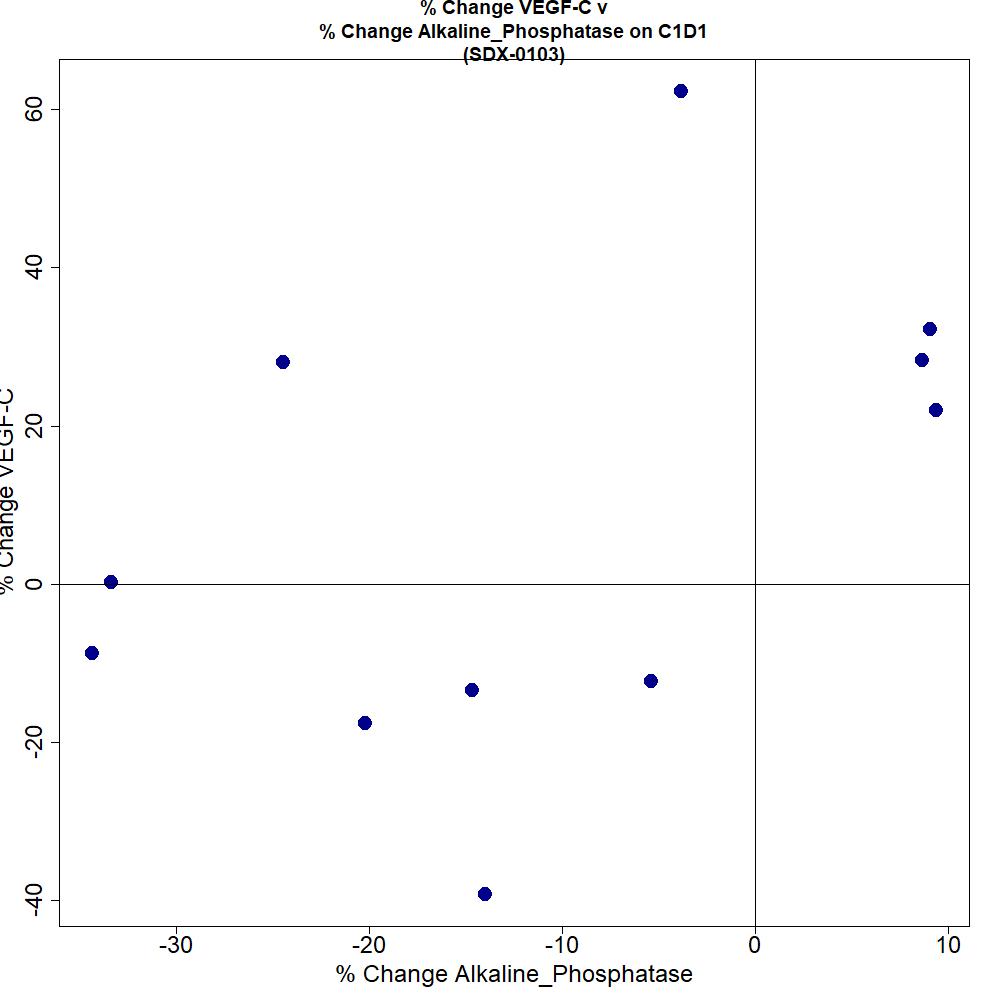 % Change VEGF-C v
% Change Alkaline_Phosphatase on C1D1
(SDX-0103)
% Change VEGF-C
60
40
20
0
-20
-40
-30
-20
-10
0
10
% Change Alkaline_Phosphatase